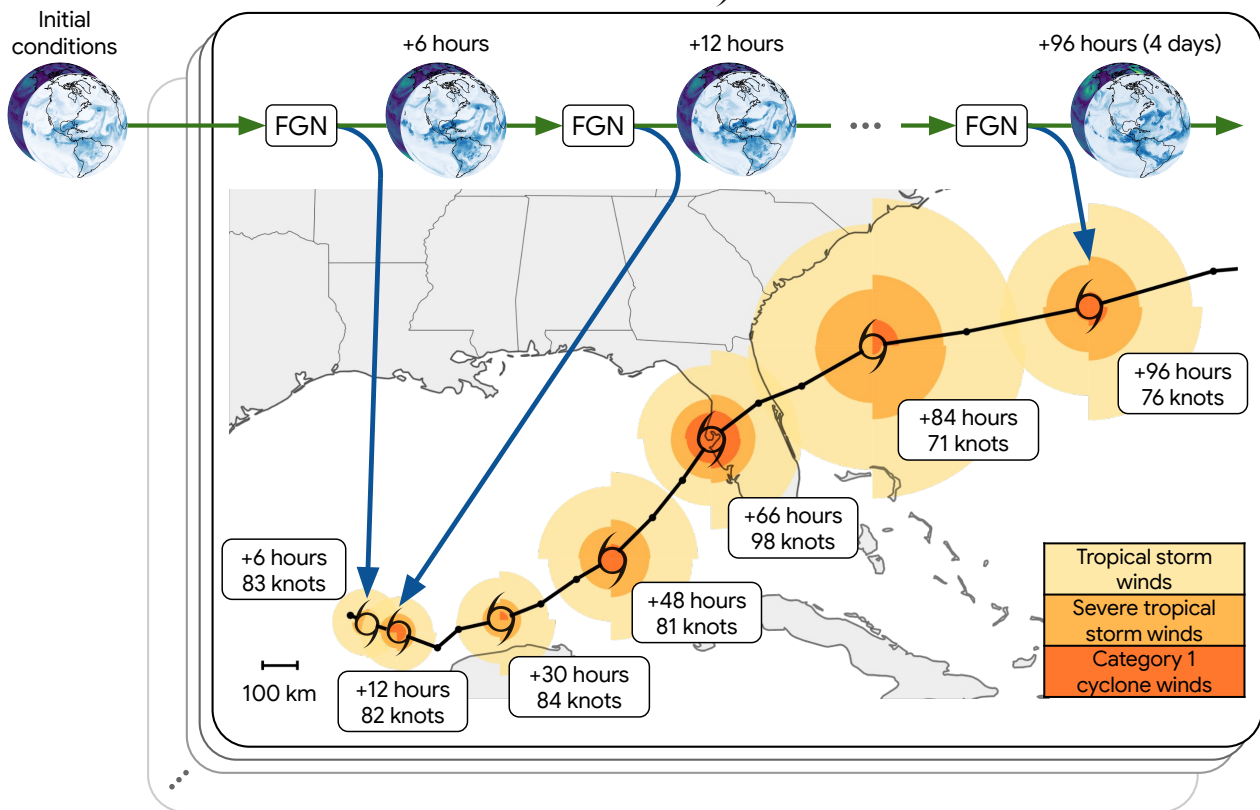 Initial
conditions
+6 hours
+12 hours
+96 hours (4 days)
FGN
FGN
FGN
+96 hours
76 knots
+84 hours
71 knots
+66 hours
98 knots
+6 hours
83 knots
+48 hours
81 knots
+30 hours
84 knots
+12 hours
82 knots
100 km
Tropical storm
winds
Severe tropical
storm winds
Category 1
cyclone winds